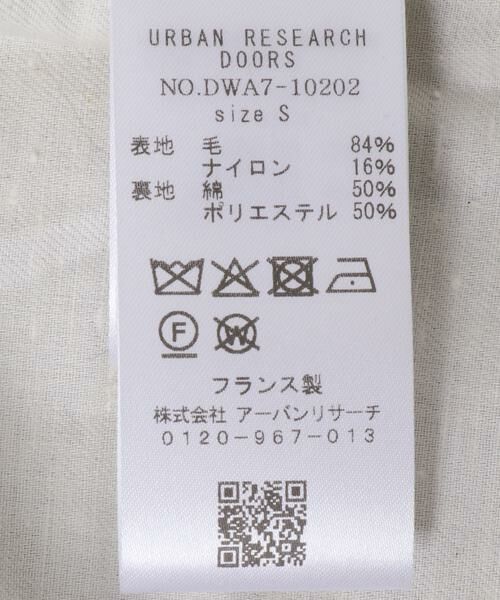 URBAN RESEARCH
DOORS
NO.DWA7-10202
size S
表地 毛 84%
ナイロン 16%
裏地 綿 50%
ポリエステル 50%
F W
フランス製
株式会社 アーバンリサーチ
0120-967-013